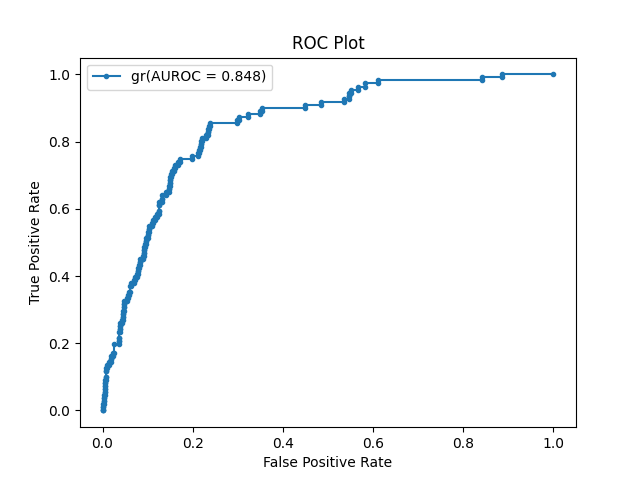 ROC Plot
gr(AUROC = 0.848)
True Positive Rate
1.0
0.8
0.6
0.4
0.2
0.0
0.0 0.2 0.4 0.6 0.8 1.0
False Positive Rate